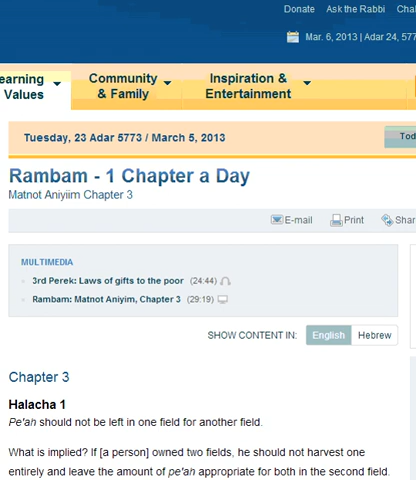 Donate Ask the Rabbi
Mar. 6, 2013 | Adar 24,
earning
Values
Community
& Family
Inspiration &
Entertainment
Tuesday, 23 Adar 5773 / March 5, 2013
Rambam - 1 Chapter a Day
Matnot Aniyiim Chapter 3
E-mail Print
MULTIMEDIA
3rd Perek: Laws of gifts to the poor (24:44)
Rambam: Matnot Aniyim, Chapter 3 (29:19)
SHOW CONTENT IN: English Hebrew
Chapter 3
Halacha 1
Pe'ah should not be left in one field for another field.
What is implied? If [a person] owned two fields, he should not harvest one
entirely and leave the amount of pe'ah appropriate for both in the second field.